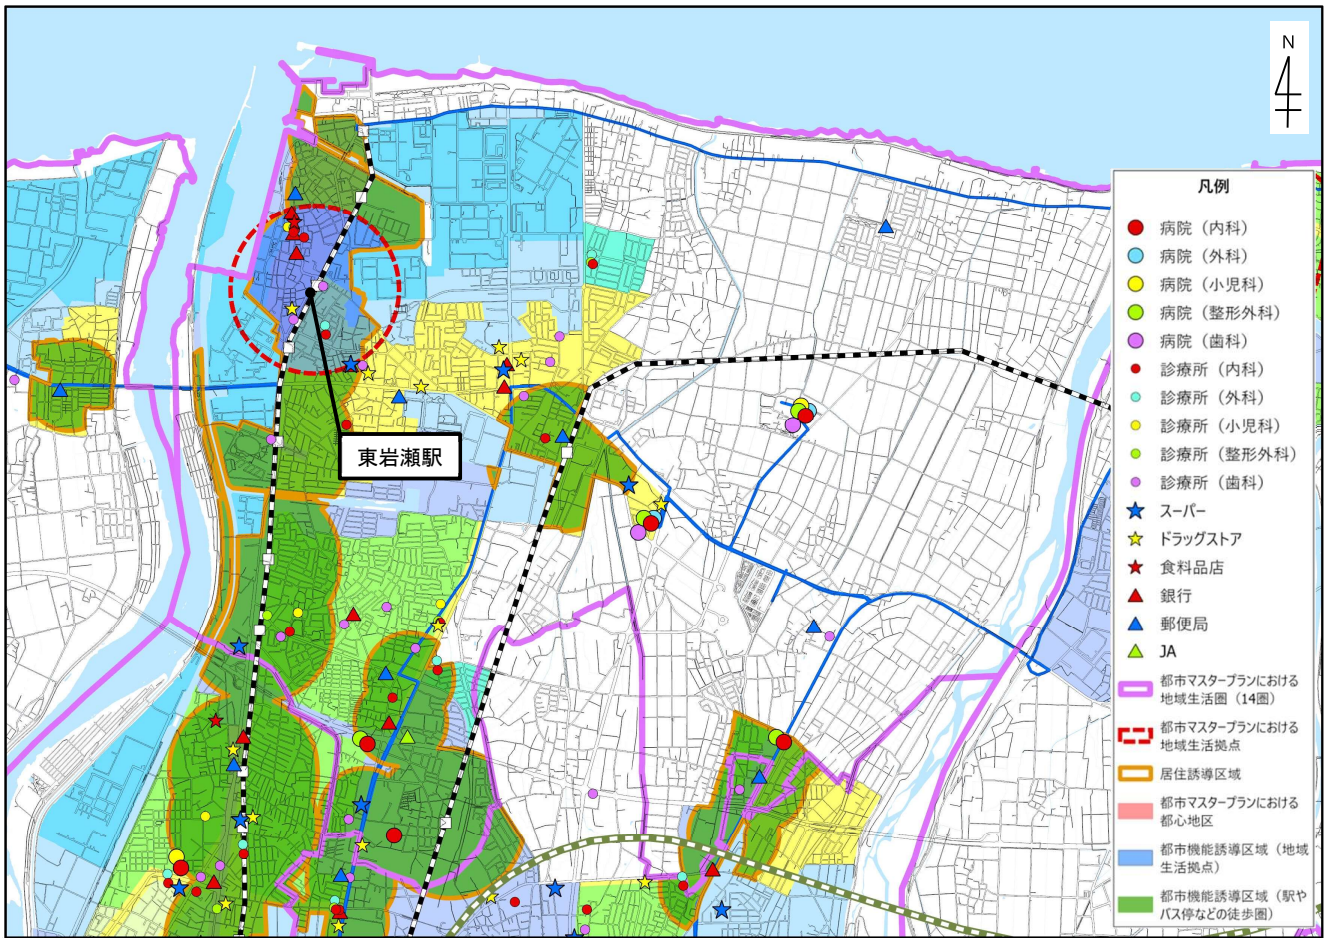 N
凡例
病院（内科）
病院（外科）
病院（小児科）
病院（整形外科）
病院（歯科）
診療所（内科）
診療所（外科）
診療所（小児科）
診療所（整形外科）
診療所（歯科）
スーパー
ドラッグストア
食料品店
銀行
郵便局
JA
都市マスタープランにおける
地域生活圏（14圏）
都市マスタープランにおける
地域生活拠点
居住誘導区域
都市マスタープランにおける
都心地区
都市機能誘導区域（地域
生活拠点）
都市機能誘導区域（駅や
バス停などの徒歩圏）
東岩瀬駅